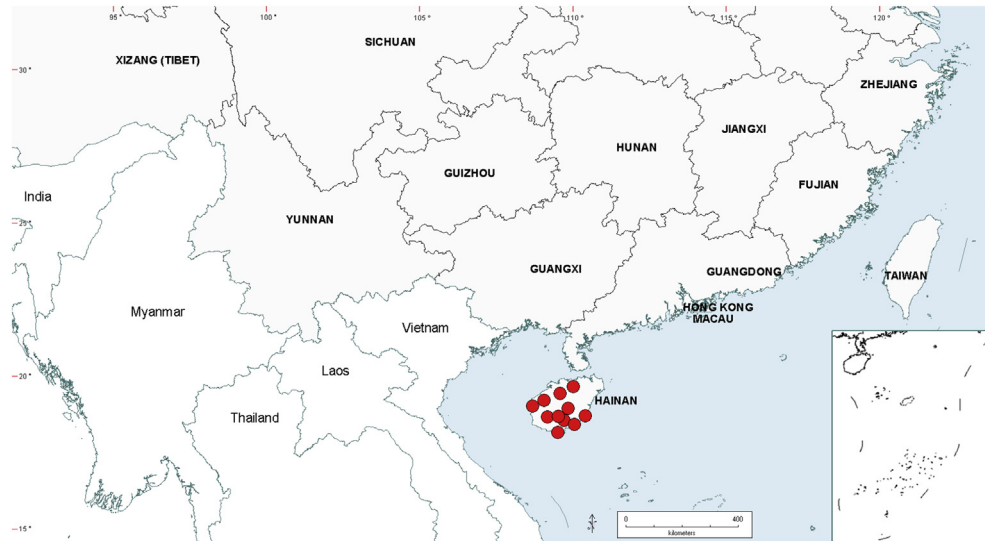 95 100 105 110 115 120
SICHUAN
XIZANG (TIBET)
30°
ZHEJIANG
JIANGXI
HUNAN
GUIZHOU
FUJIAN
India
YUNNAN
25°
GUANGXI
GUANGDONG
TAIWAN
HONG KONG
MACAU
Myanmar
Vietnam
Laos
20°
HAINAN
Thailand
15°
0 400
kilometers